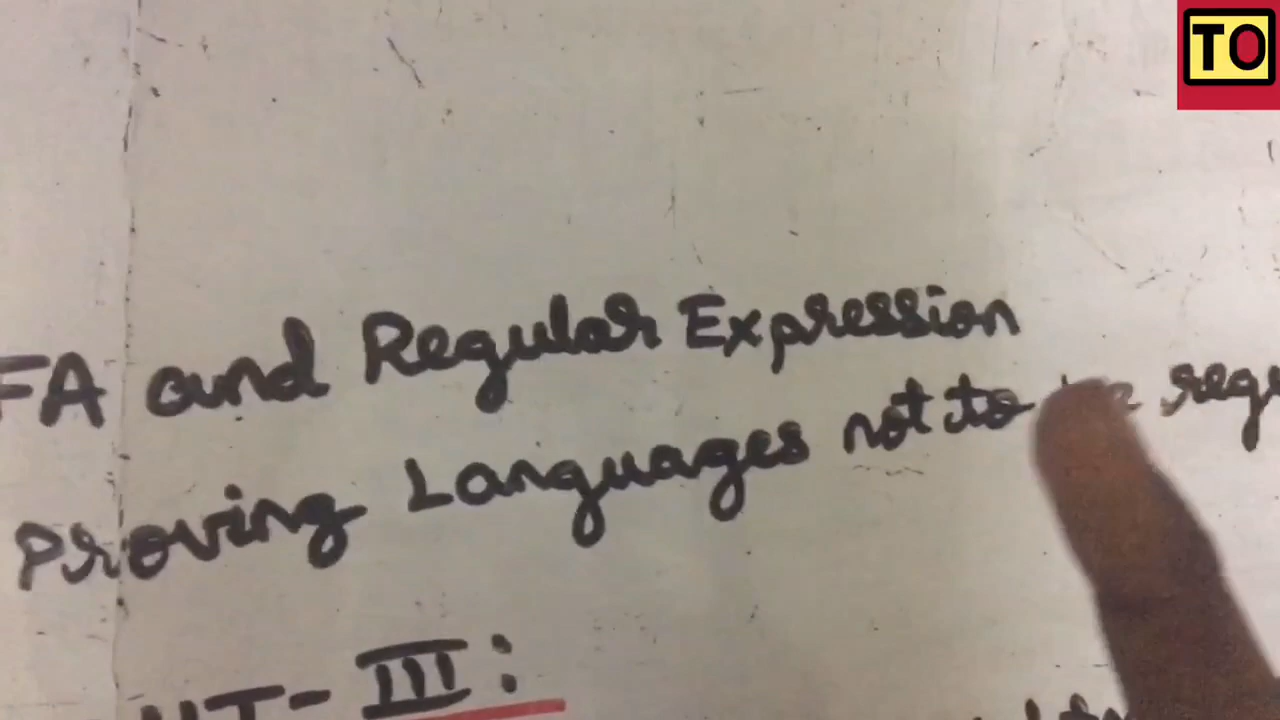 TO
FA and Regular Expression
Proving Languages not to
III: